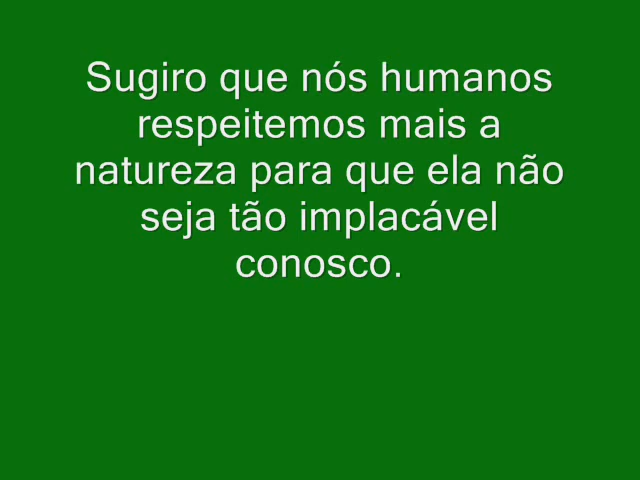 Sugiro que nós humanos
respeitemos mais a
natureza para que ela não
seja tão implacável
conosco.